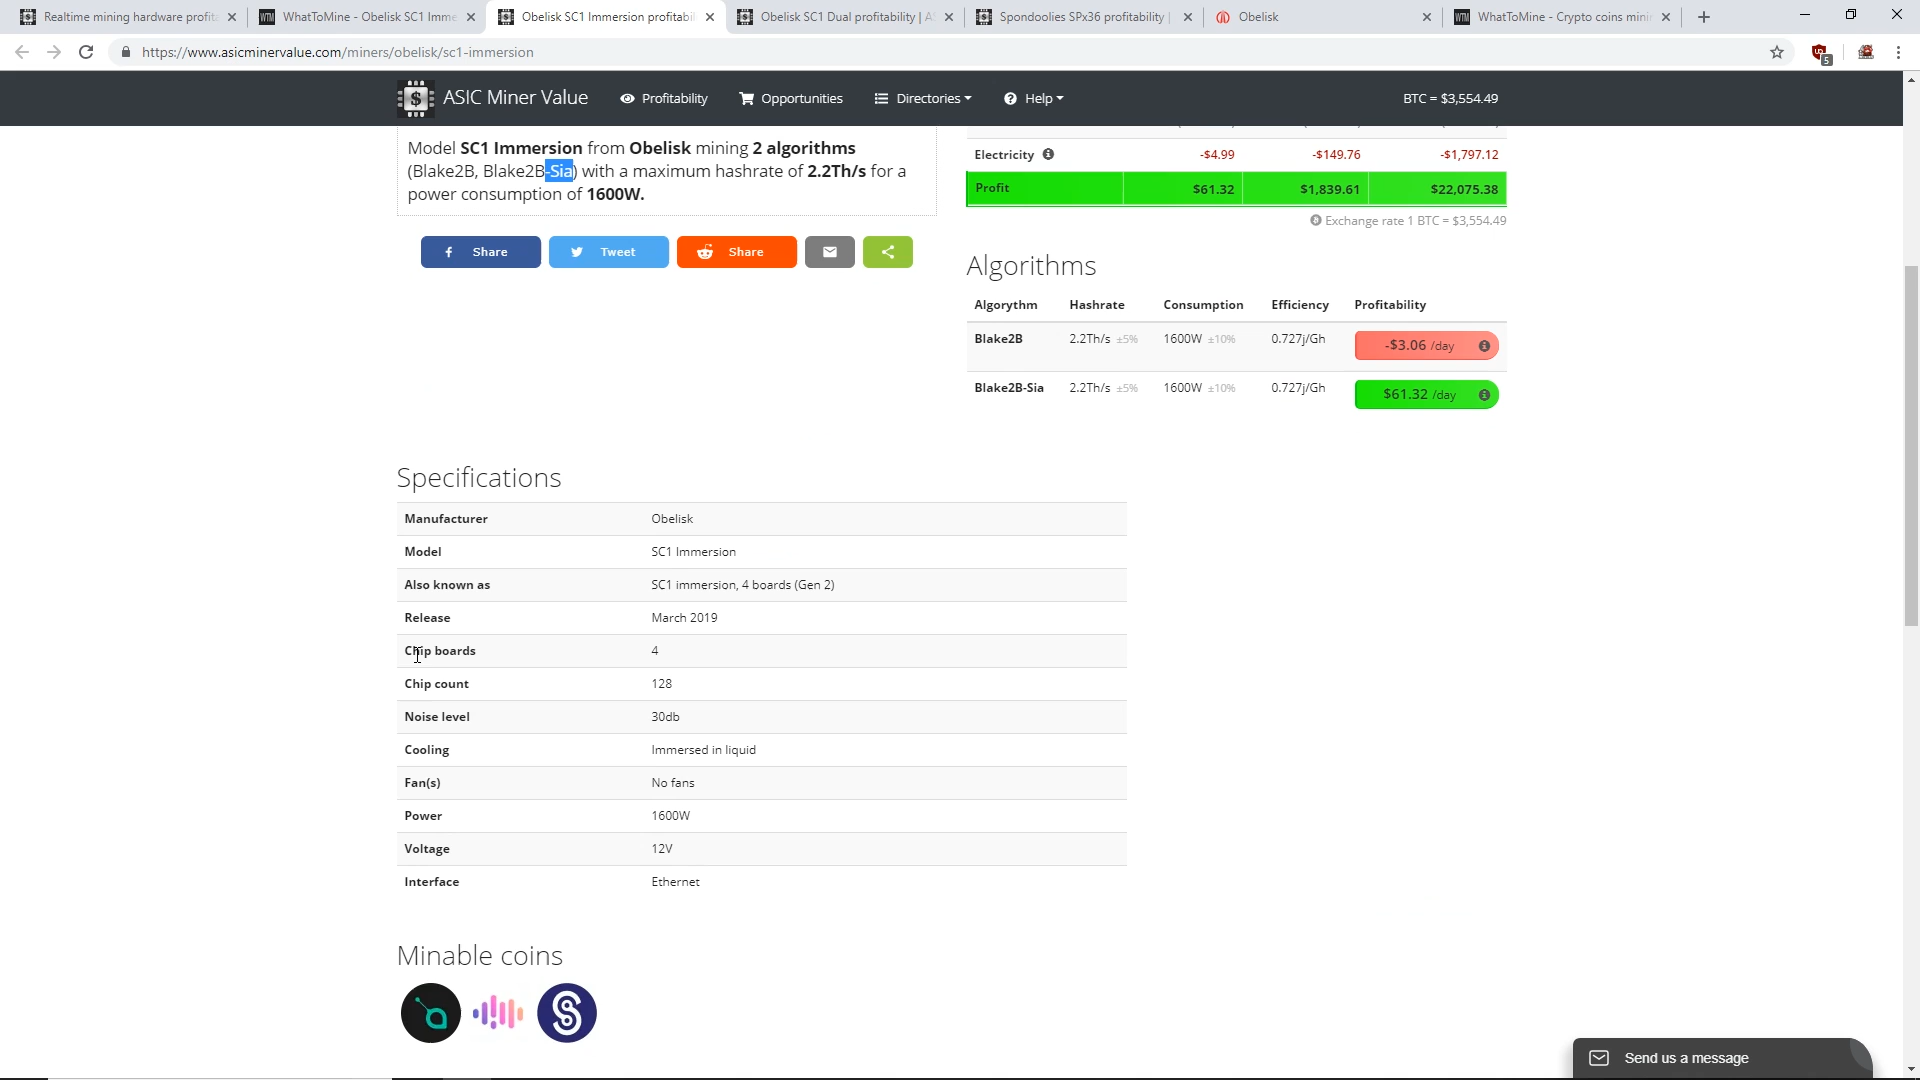 Realtime mining hardware profita
WhatToMine - Obelisk SC1 Imme
Obelisk SC1 Immersion profitabil
Obelisk SC1 Dual profitability | A
Spondoolies SPx36 profitability |
Obelisk
WhatToMine - Crypto coins mini
https://www.asicminervalue.com/miners/obelisk/sc1-immersion
5
ASIC Miner Value
Profitability
Opportunities
Directories
Help
BTC = $3,554.49
Model SC1 Immersion from Obelisk mining 2 algorithms
(Blake2B, Blake2B-Sia) with a maximum hashrate of 2.2Th/s for a
power consumption of 1600W.
Share
Tweet
Share
Electricity -$4.99 -$149.76 -$1,797.12
Profit $61.32 $1,839.61 $22,075.38
Exchange rate 1 BTC = $3,554.49
Algorithms
Algorythm Hashrate Consumption Efficiency Profitability
Blake2B 2.2Th/s ±5% 1600W ±10% 0.727j/Gh -$3.06 /day
Blake2B-Sia 2.2Th/s ±5% 1600W ±10% 0.727j/Gh $61.32 /day
Specifications
Manufacturer Obelisk
Model SC1 Immersion
Also known as SC1 immersion, 4 boards (Gen 2)
Release March 2019
Chip boards 4
Chip count 128
Noise level 30db
Cooling Immersed in liquid
Fan(s) No fans
Power 1600W
Voltage 12V
Interface Ethernet
Minable coins
Send us a message